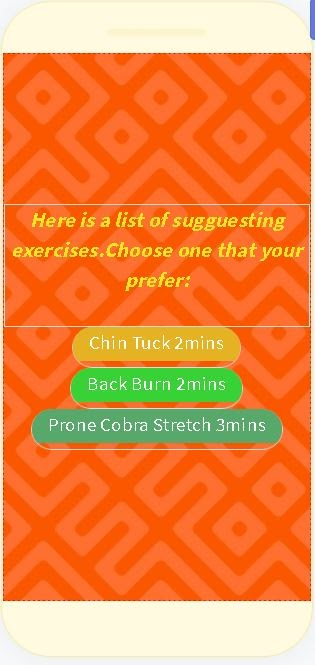 Here is a list of sugguesting
exercises.Choose one that your
prefer:
Chin Tuck 2mins
Back Burn 2mins
Prone Cobra Stretch 3mins